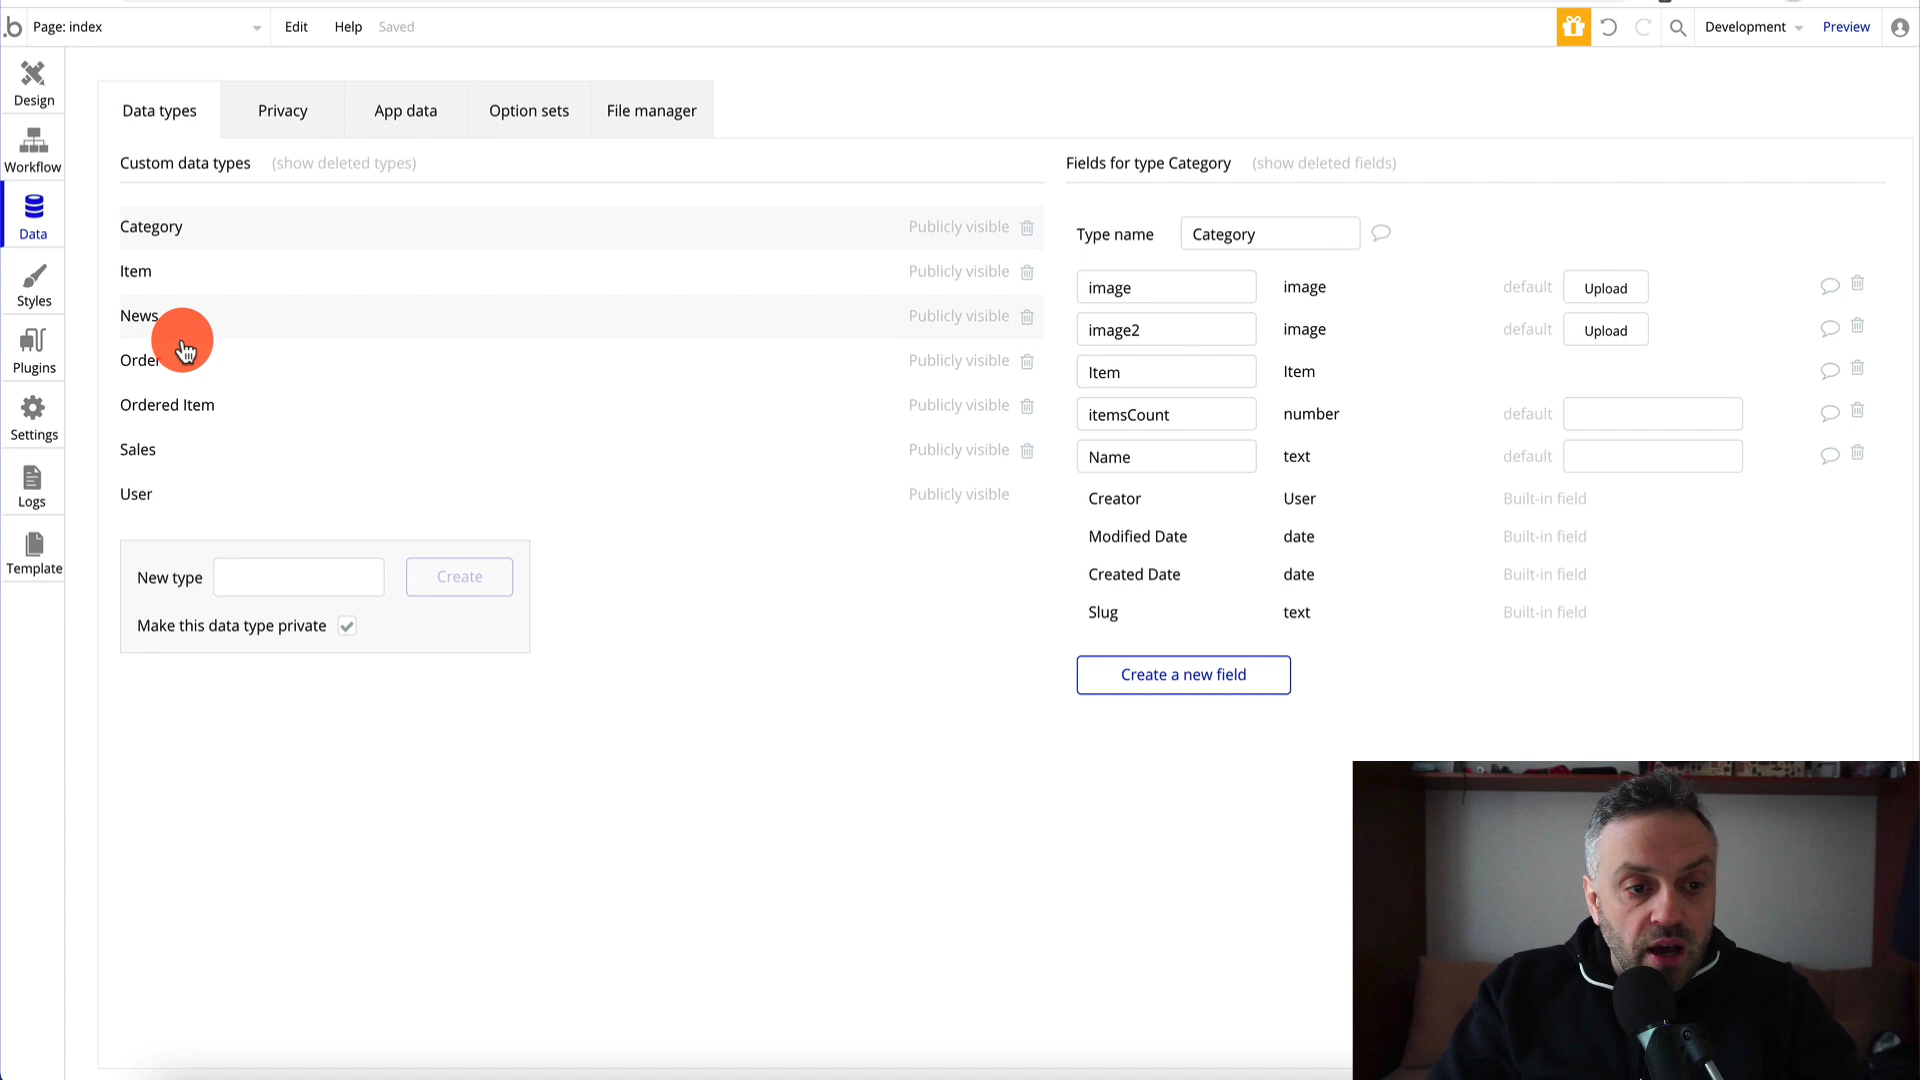 .b Page: index Edit Help Saved Development Preview
Design
Workflow
Data
Styles
Plugins
Settings
Logs
Template
Data types Privacy App data Option sets File manager
Custom data types (show deleted types)
Category Publicly visible
Item Publicly visible
News Publicly visible
Order Publicly visible
Ordered Item Publicly visible
Sales Publicly visible
User Publicly visible
New type Create
Make this data type private
Fields for type Category (show deleted fields)
Type name Category
image image default Upload
image2 image default Upload
Item Item
itemsCount number default
Name text default
Creator User Built-in field
Modified Date date Built-in field
Created Date date Built-in field
Slug text Built-in field
Create a new field